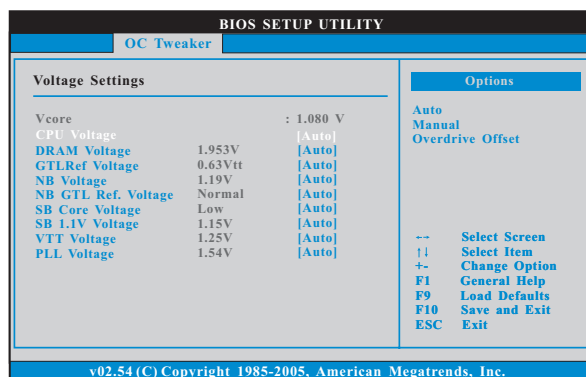 BIOS SETUP UTILITY
OC Tweaker
Voltage Settings
Vcore : 1.080 V
CPU Voltage [Auto]
DRAM Voltage 1.953V [Auto]
GTLRef Voltage 0.63Vtt [Auto]
NB Voltage 1.19V [Auto]
NB GTL Ref. Voltage Normal [Auto]
SB Core Voltage Low [Auto]
SB 1.1V Voltage 1.15V [Auto]
VTT Voltage 1.25V [Auto]
PLL Voltage 1.54V [Auto]
Options
Auto
Manual
Overdrive Offset
←→ Select Screen
↑↓ Select Item
+- Change Option
F1 General Help
F9 Load Defaults
F10 Save and Exit
ESC Exit
v02.54 (C) Copyright 1985-2005, American Megatrends, Inc.